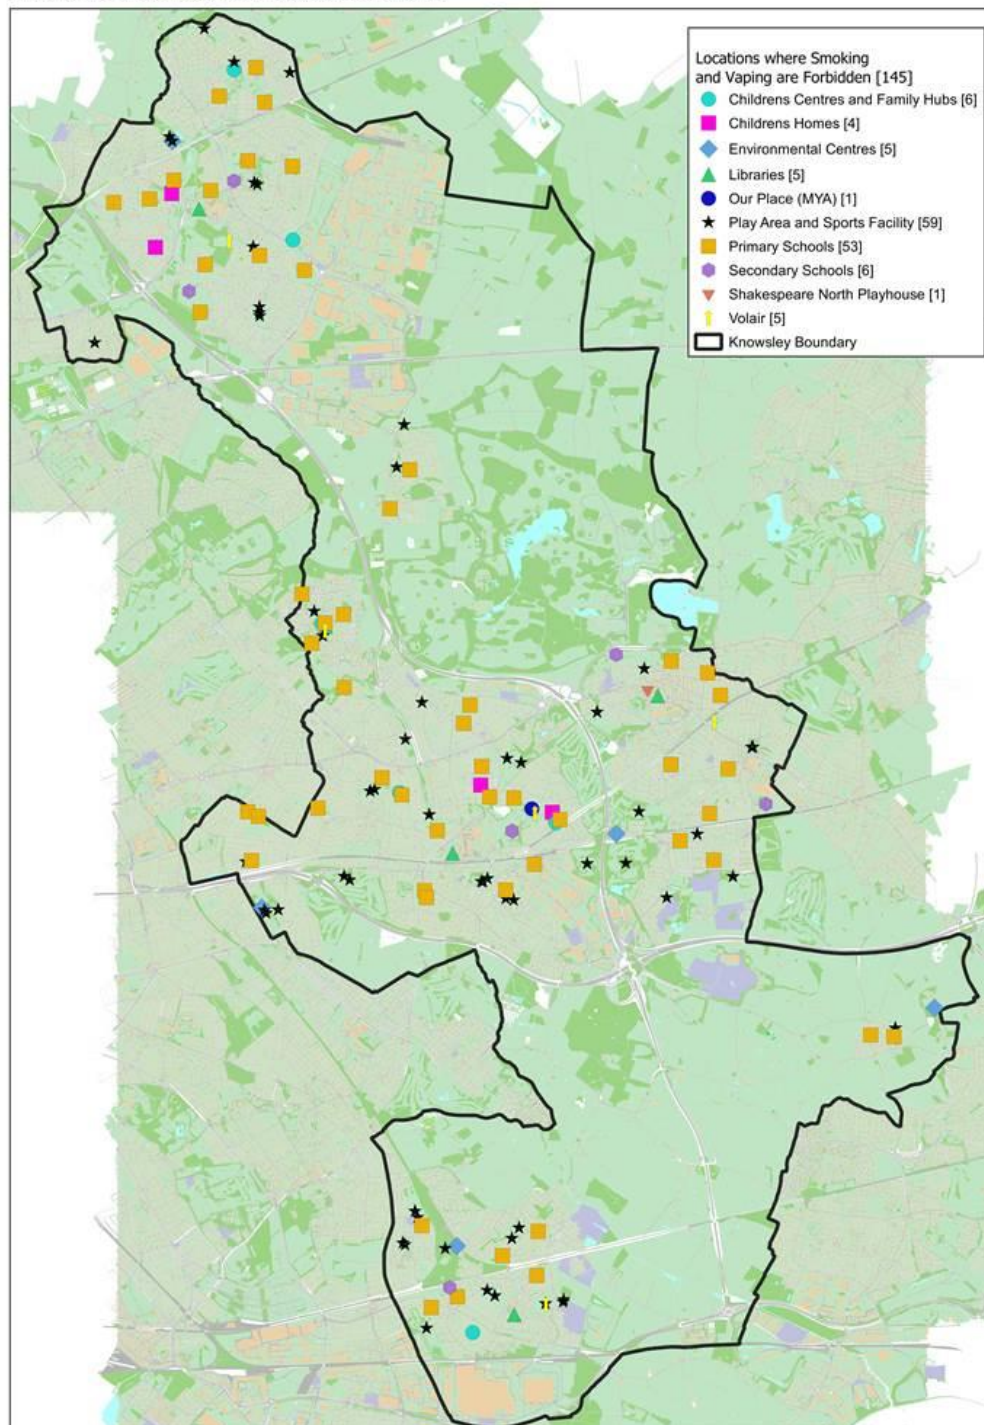 Locations where Smoking
and Vaping are Forbidden [145]
Childrens Centres and Family Hubs [6]
Childrens Homes [4]
Environmental Centres [5]
Libraries [5]
Our Place (MYA) [1]
Play Area and Sports Facility [59]
Primary Schools [53]
Secondary Schools [6]
Shakespeare North Playhouse [1]
Volair [5]
Knowsley Boundary